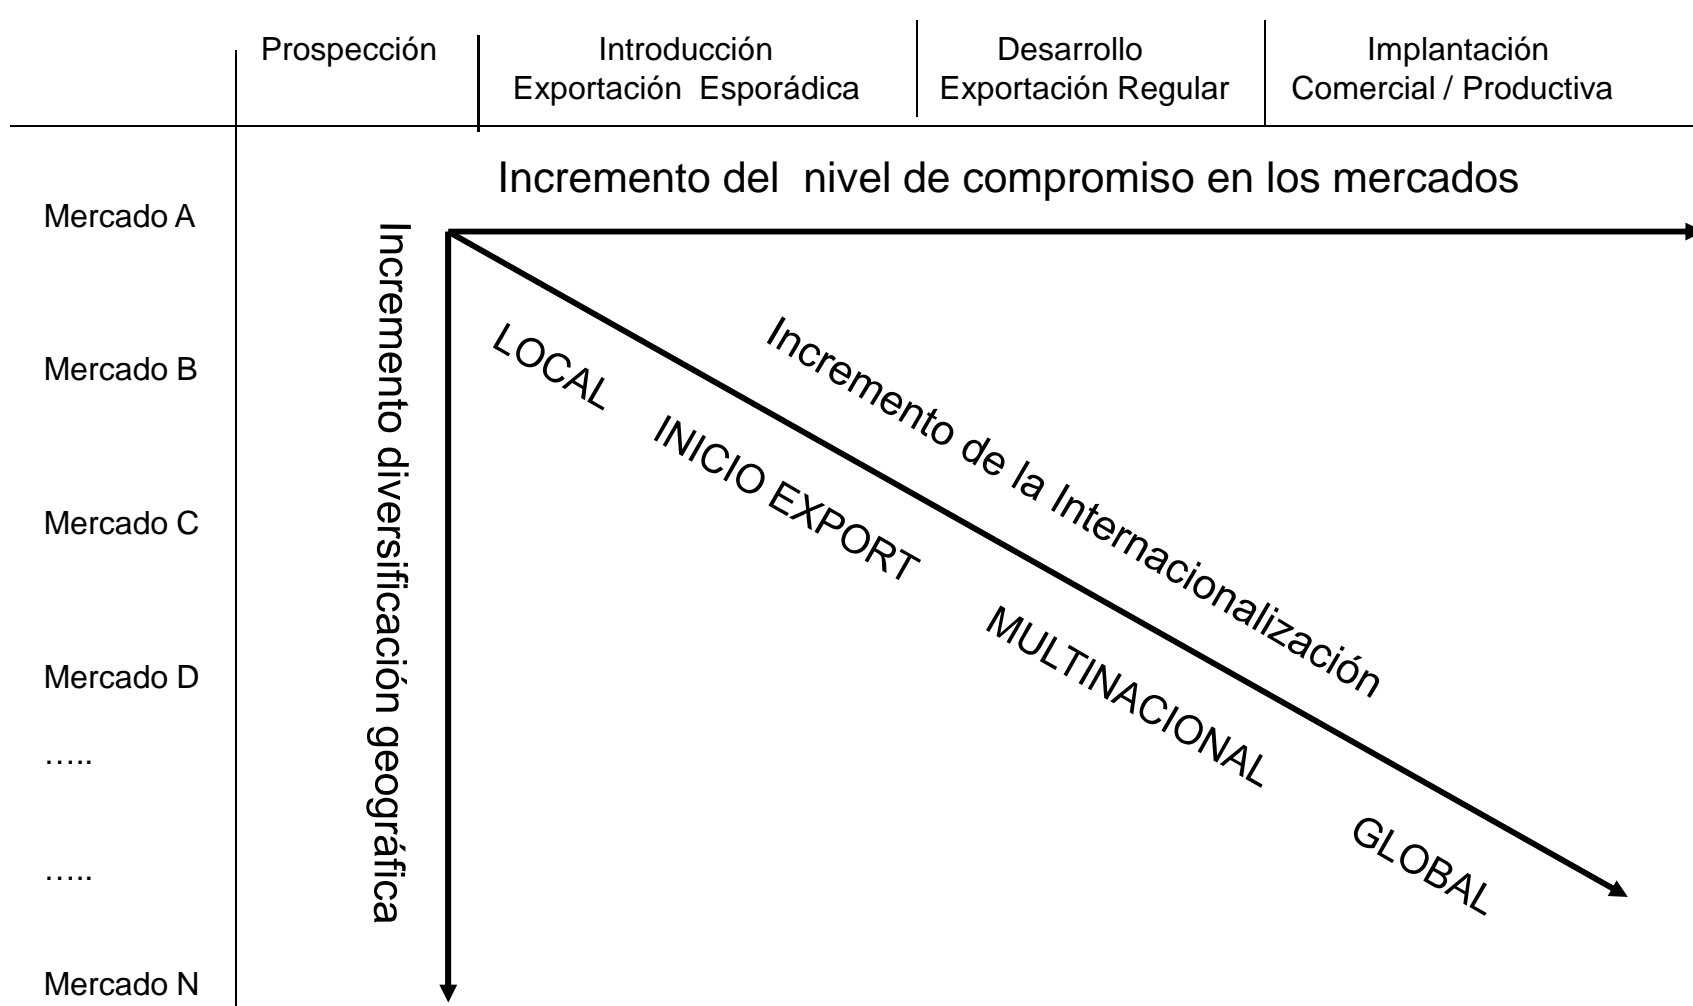 Prospección
Introducción
Exportación Esporádica
Desarrollo
Exportación Regular
Implantación
Comercial / Productiva
Incremento del nivel de compromiso en los mercados
Mercado A
Mercado B
Mercado C
Mercado D
…..
…..
Mercado N
Incremento diversificación geográfica
Incremento de la Internacionalización
LOCAL
INICIO EXPORT
MULTINACIONAL
GLOBAL